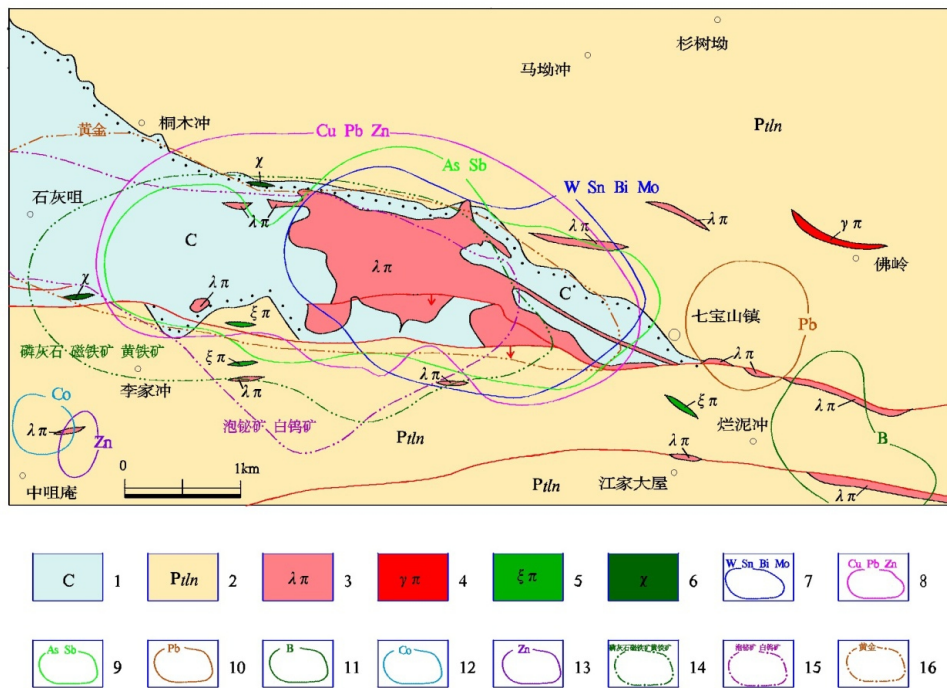 杉树坳
马坳冲
Ptln
桐木冲
黄金
Cu Pb Zn
As Sb
W Sn Bi Mo
χ
石灰咀
λπ
λπ
λπ
γπ
C
λπ
佛岭
C
χ
λπ
ξπ
七宝山镇
Pb
磷灰石·磁铁矿 黄铁矿
ξπ
λπ
李家冲
λπ
λπ
λπ
Co
ξπ
泡铋矿 白钨矿
烂泥冲
B
λπ
Zn
Ptln
λπ
0 1km
中咀庵
Ptln
江家大屋
λπ
C 1
Ptln 2
λπ 3
γπ 4
ξπ 5
χ 6
W Sn Bi Mo 7
Cu Pb Zn 8
As Sb 9
Pb 10
B 11
Co 12
Zn 13
磷灰石磁铁矿黄铁矿 14
泡铋矿 白钨矿 15
黄金 16